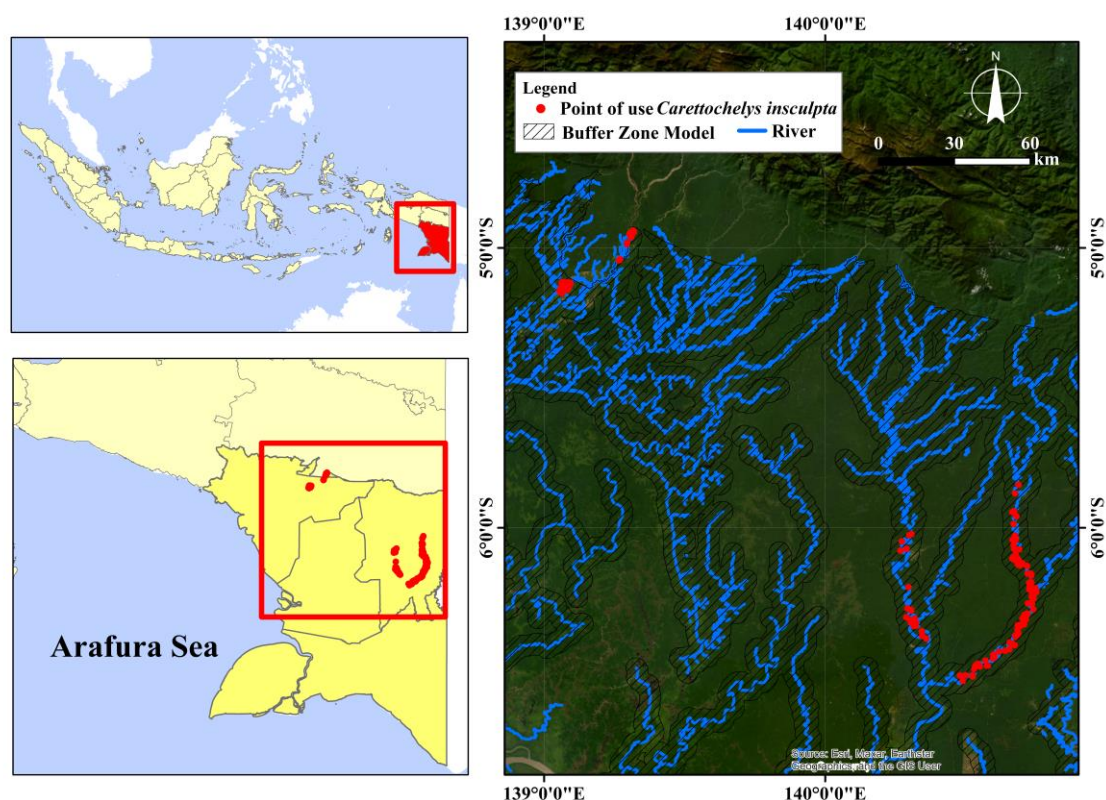 139°0'0"E
140°0'0"E
Legend
Point of use Carettochelys insculpta
Buffer Zone Model
River
N
0
30
60
km
5°0'0"S
5°0'0"S
6°0'0"S
6°0'0"S
Arafura Sea
Source: Esri, Maxar, Earthstar
Geographics, and the GIS User
139°0'0"E
140°0'0"E